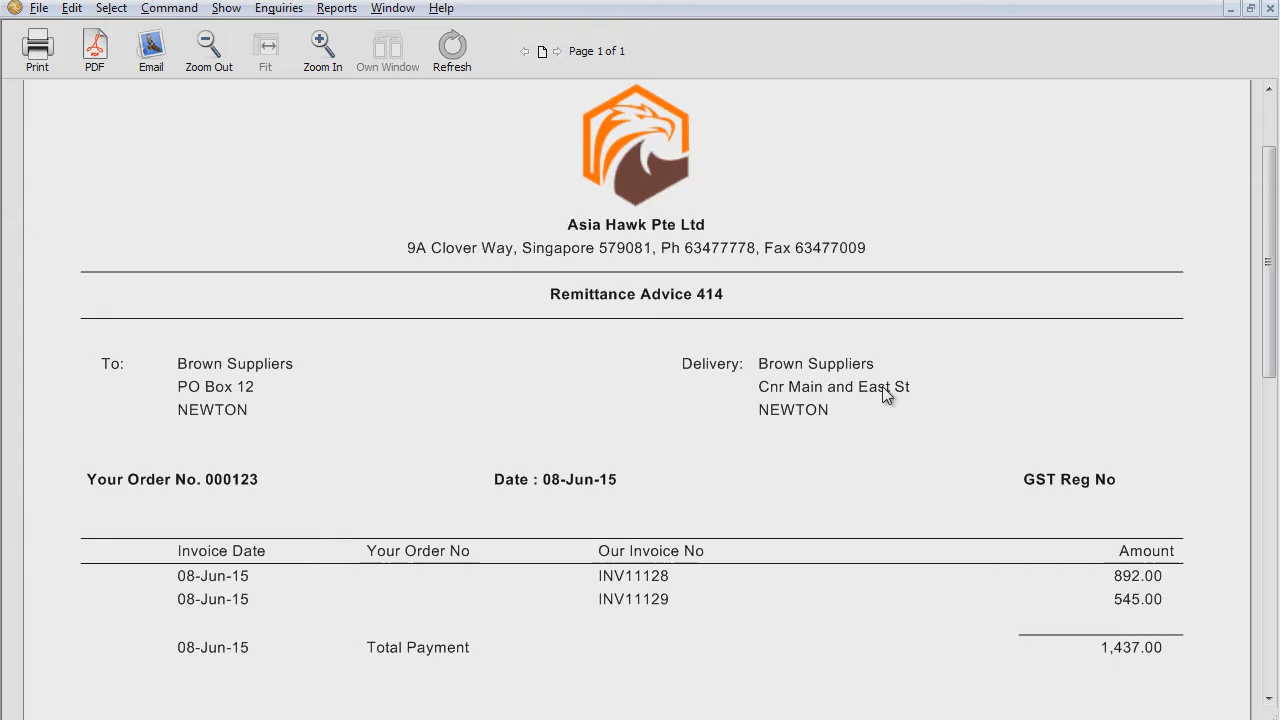 File Edit Select Command Show Enquiries Reports Window Help
Print PDF Email Zoom Out Fit Zoom In Own Window Refresh Page 1 of 1
Asia Hawk Pte Ltd
9A Clover Way, Singapore 579081, Ph 63477778, Fax 63477009
Remittance Advice 414
To: Brown Suppliers Delivery: Brown Suppliers
PO Box 12 Cnr Main and East St
NEWTON NEWTON
Your Order No. 000123 Date : 08-Jun-15 GST Reg No
Invoice Date Your Order No Our Invoice No Amount
08-Jun-15 INV11128 892.00
08-Jun-15 INV11129 545.00
08-Jun-15 Total Payment 1,437.00